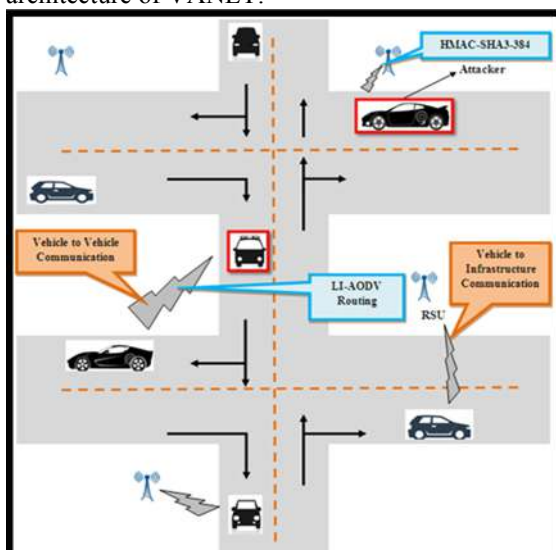 architecture of VANET.
HMAC-SHA3-384
Attacker
Vehicle to Vehicle
Communication
LI-AODV
Routing
Vehicle to
Infrastructure
Communication
RSU